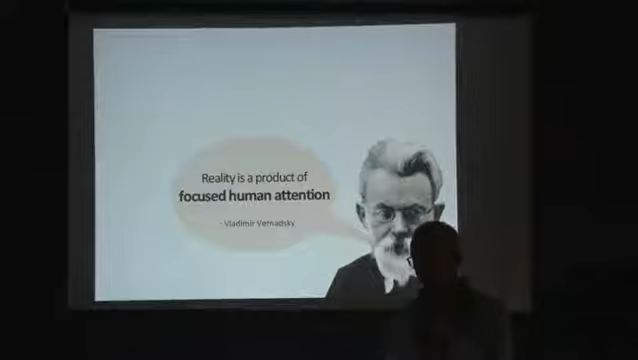 Reality is a product of
focused human attention
- Vladimir Vernadsky